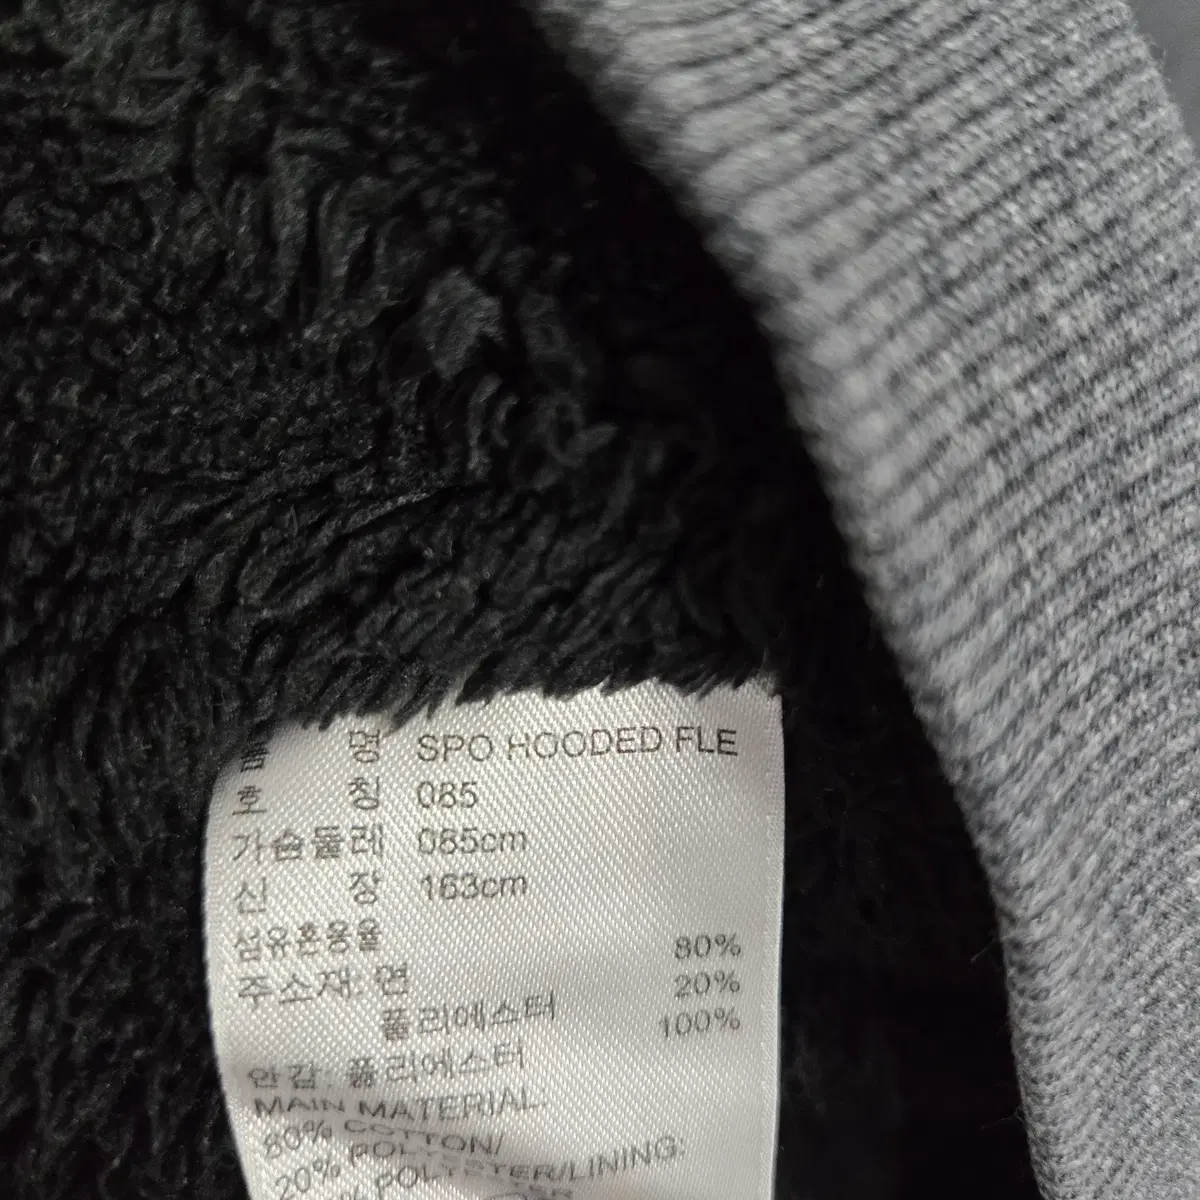 품 명 SPO HOODED FLE
호 칭 085
가슴둘레 085cm
신 장 163cm
섬유혼용율
주소재: 면 80%
폴리에스터 20%
안감: 폴리에스터 100%
MAIN MATERIAL
80% COTTON/
20% POLYESTER/LINING: